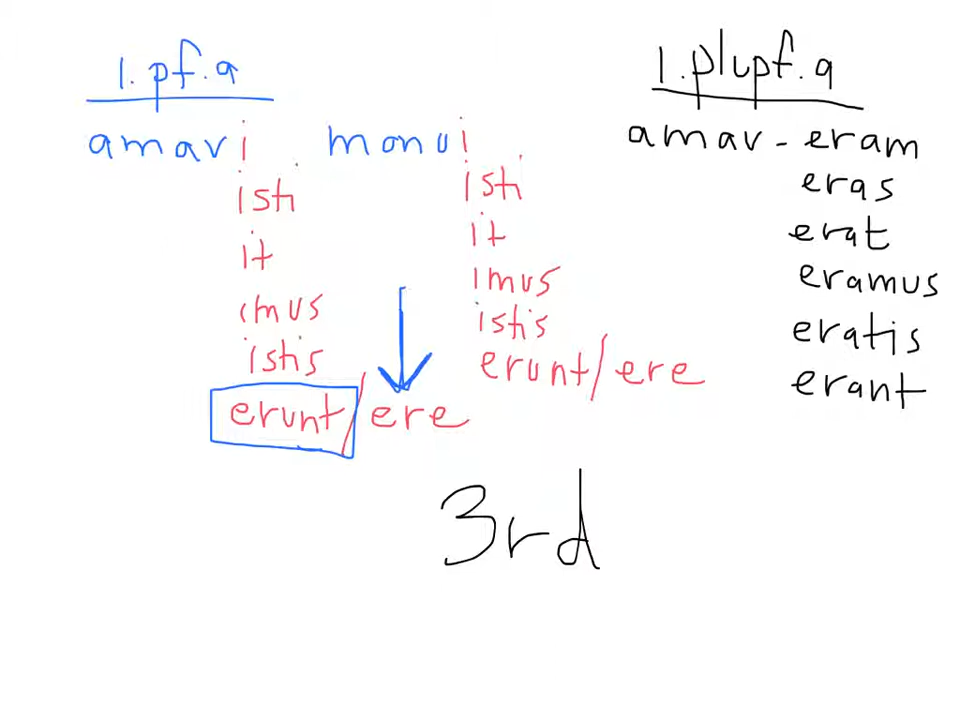 1. pf. a
amavi
isti
it
imus
istis
erunt/ere
monui
isti
it
imus
istis
erunt/ere
1. plupf. a
amav - eram
eras
erat
eramus
eratis
erant
3rd